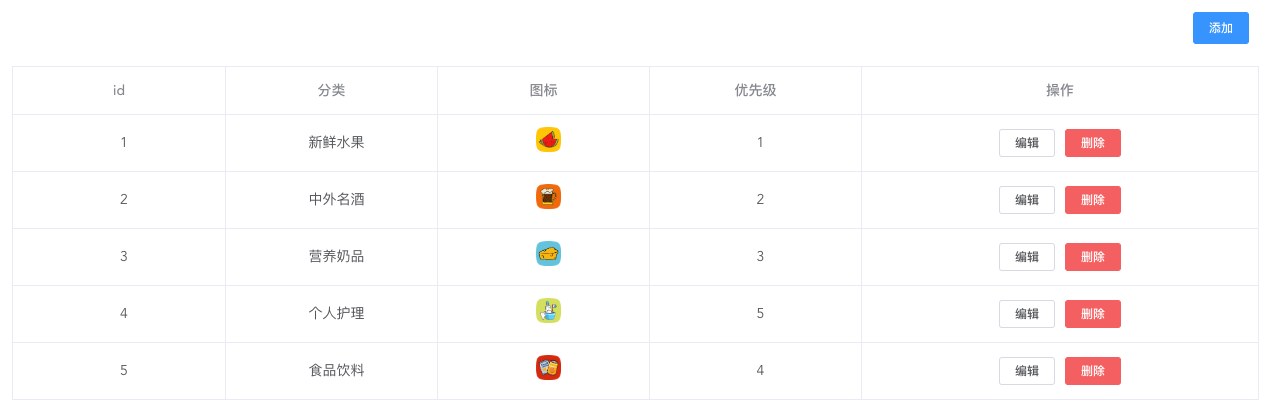 添加
id 分类 图标 优先级 操作
1 新鲜水果 1 编辑 删除
2 中外名酒 2 编辑 删除
3 营养奶品 3 编辑 删除
4 个人护理 5 编辑 删除
5 食品饮料 4 编辑 删除